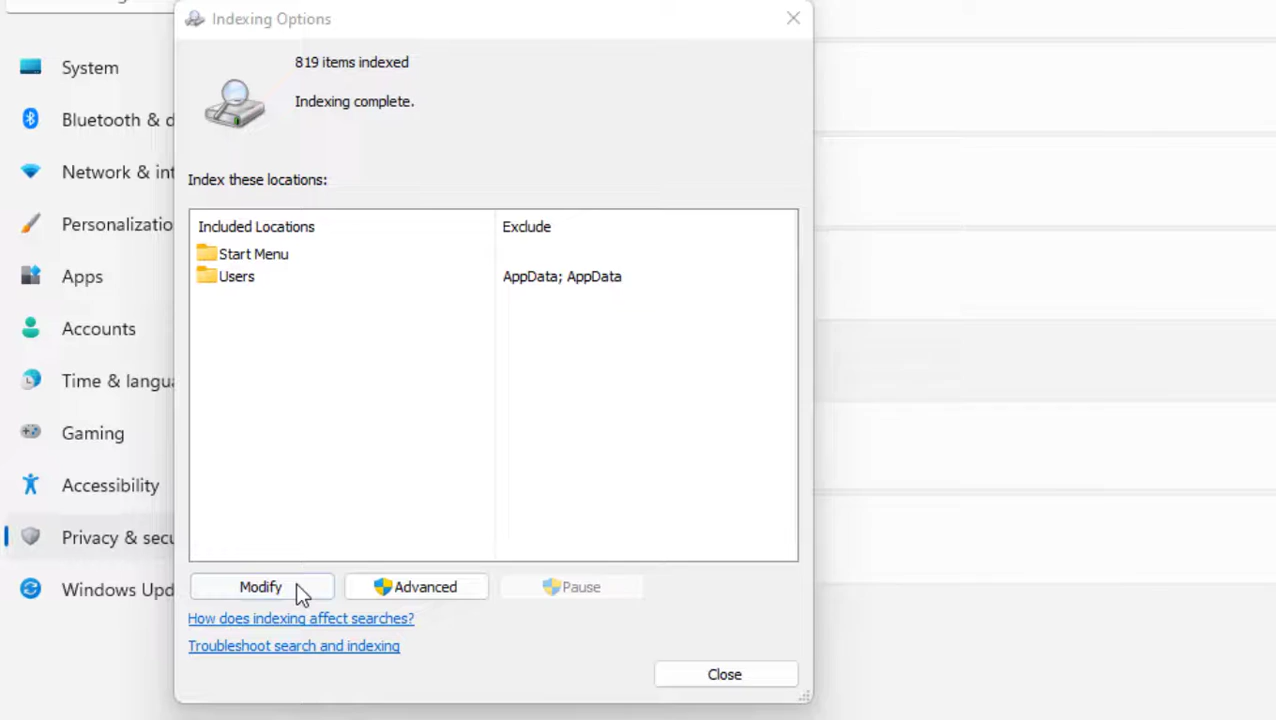 Indexing Options
819 items indexed
Indexing complete.
Index these locations:
Included Locations
Exclude
Start Menu
Users
AppData; AppData
Modify
Advanced
Pause
How does indexing affect searches?
Troubleshoot search and indexing
Close
System
Bluetooth & d
Network & int
Personalizatio
Apps
Accounts
Time & langua
Gaming
Accessibility
Privacy & secu
Windows Upd